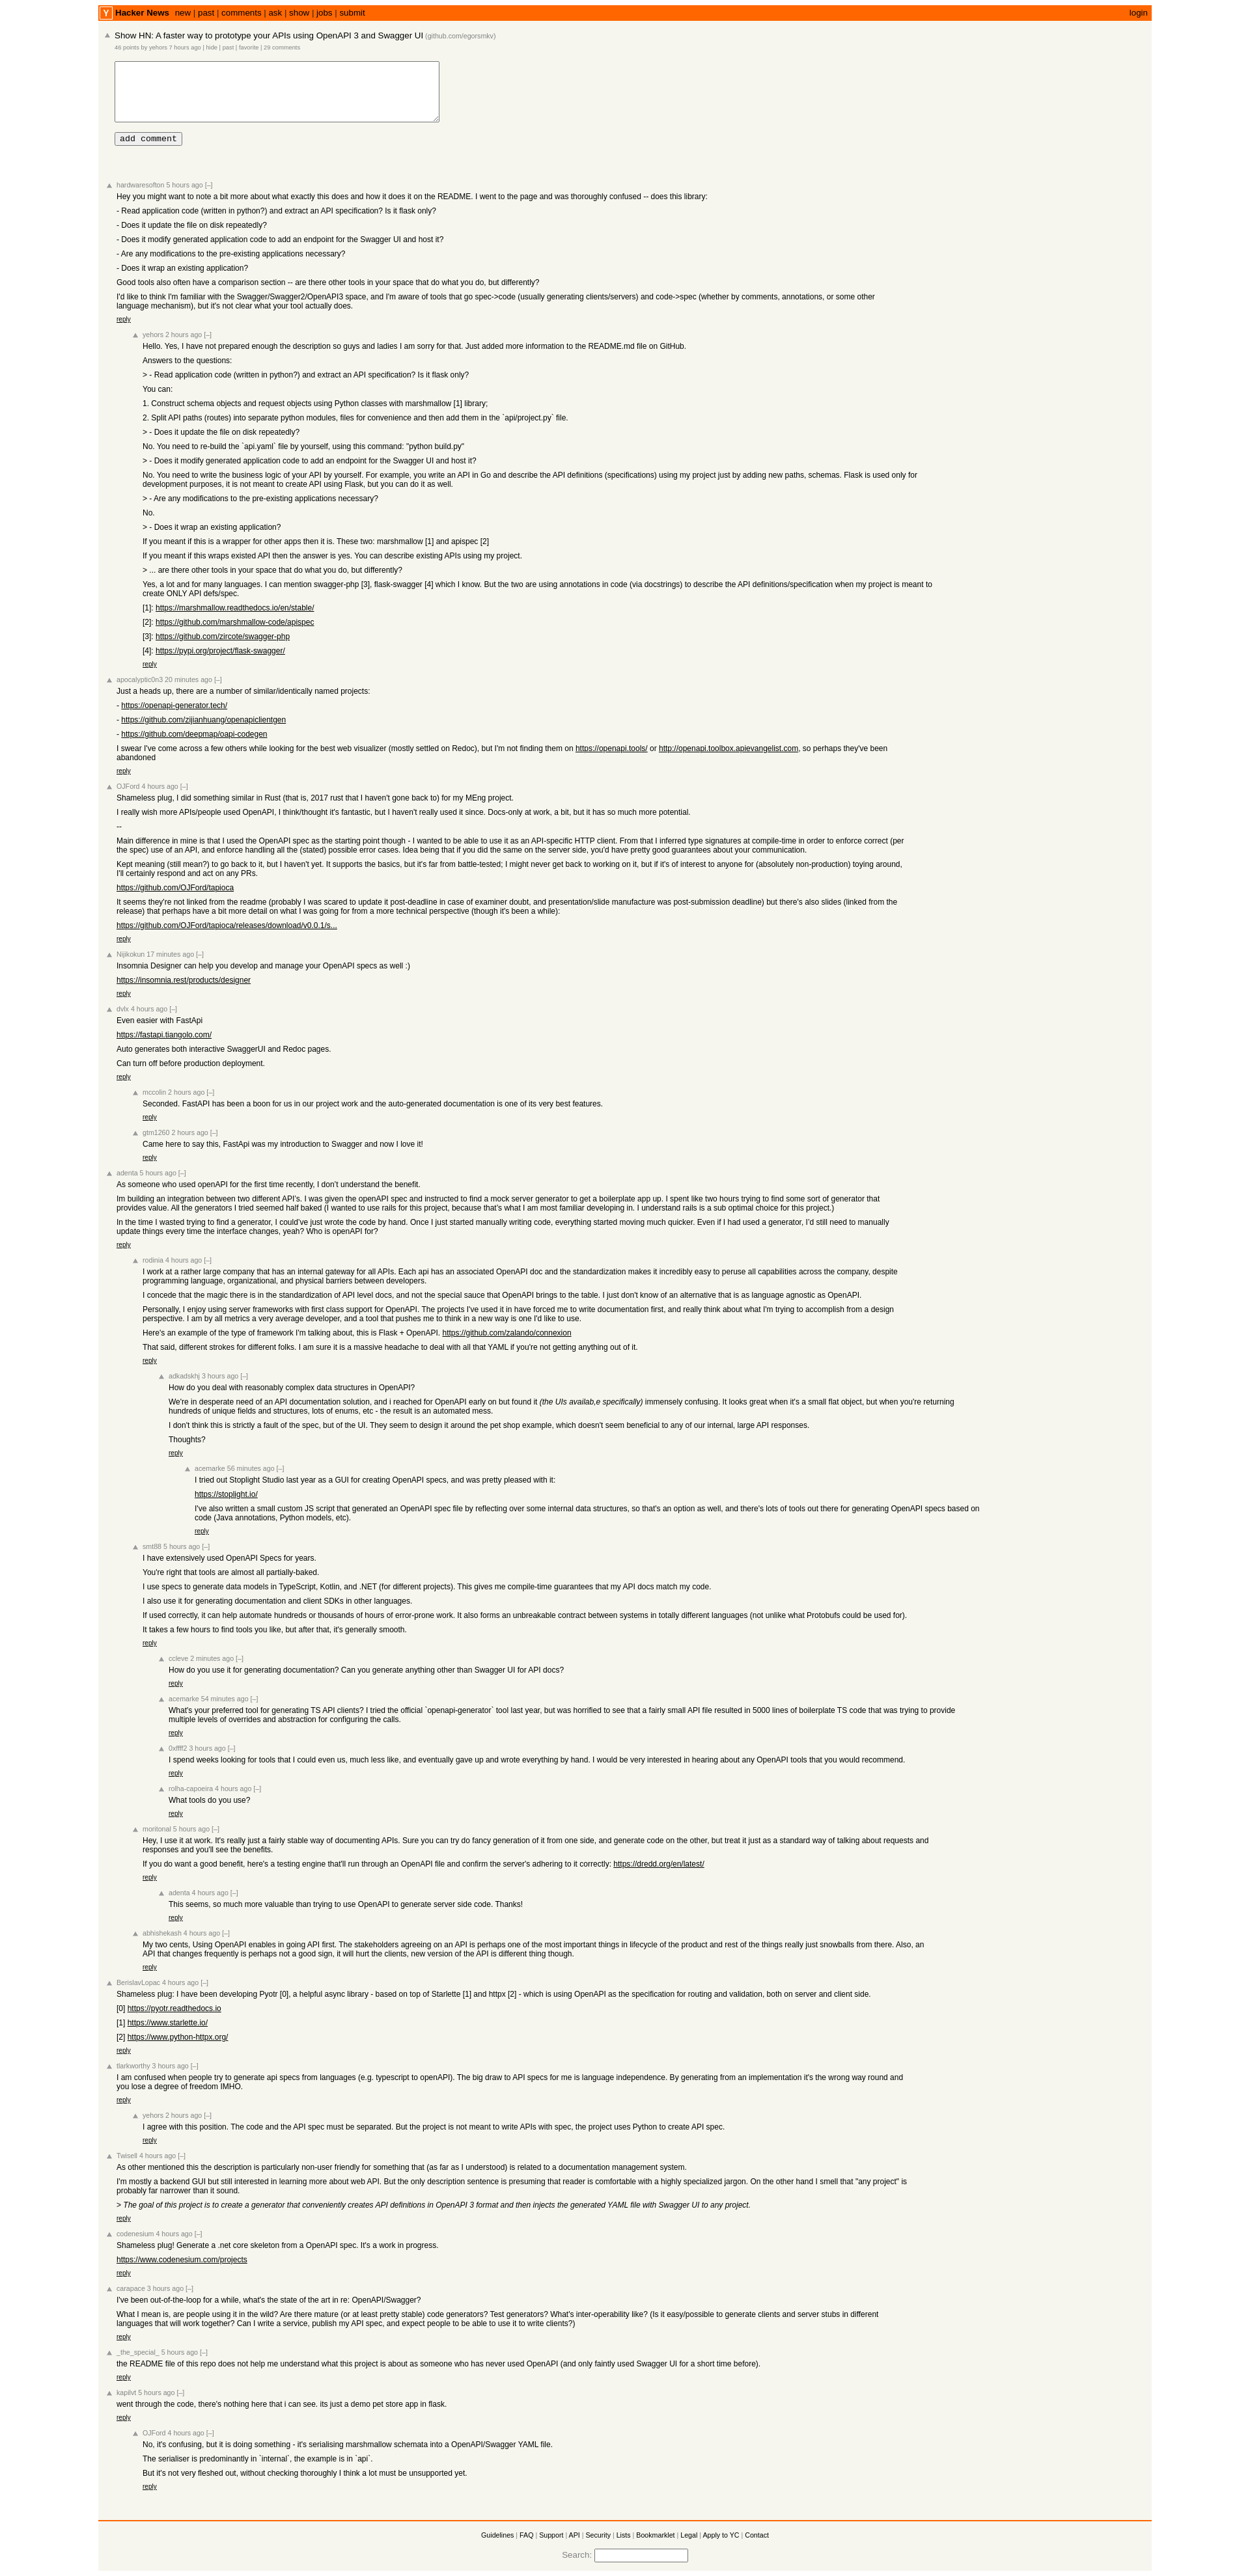 Y Hacker News new | past | comments | ask | show | jobs | submit login
Show HN: A faster way to prototype your APIs using OpenAPI 3 and Swagger UI (github.com/egorsmkv)
46 points by yehors 7 hours ago | hide | past | favorite | 29 comments
add comment
hardwaresofton 5 hours ago [–]
Hey you might want to note a bit more about what exactly this does and how it does it on the README. I went to the page and was thoroughly confused -- does this library:
- Read application code (written in python?) and extract an API specification? Is it flask only?
- Does it update the file on disk repeatedly?
- Does it modify generated application code to add an endpoint for the Swagger UI and host it?
- Are any modifications to the pre-existing applications necessary?
- Does it wrap an existing application?
Good tools also often have a comparison section -- are there other tools in your space that do what you do, but differently?
I'd like to think I'm familiar with the Swagger/Swagger2/OpenAPI3 space, and I'm aware of tools that go spec->code (usually generating clients/servers) and code->spec (whether by comments, annotations, or some other
language mechanism), but it's not clear what your tool actually does.
reply
yehors 2 hours ago [–]
Hello. Yes, I have not prepared enough the description so guys and ladies I am sorry for that. Just added more information to the README.md file on GitHub.
Answers to the questions:
> - Read application code (written in python?) and extract an API specification? Is it flask only?
You can:
1. Construct schema objects and request objects using Python classes with marshmallow [1] library;
2. Split API paths (routes) into separate python modules, files for convenience and then add them in the `api/project.py` file.
> - Does it update the file on disk repeatedly?
No. You need to re-build the `api.yaml` file by yourself, using this command: "python build.py"
> - Does it modify generated application code to add an endpoint for the Swagger UI and host it?
No. You need to write the business logic of your API by yourself. For example, you write an API in Go and describe the API definitions (specifications) using my project just by adding new paths, schemas. Flask is used only for
development purposes, it is not meant to create API using Flask, but you can do it as well.
> - Are any modifications to the pre-existing applications necessary?
No.
> - Does it wrap an existing application?
If you meant if this is a wrapper for other apps then it is. These two: marshmallow [1] and apispec [2]
If you meant if this wraps existed API then the answer is yes. You can describe existing APIs using my project.
> ... are there other tools in your space that do what you do, but differently?
Yes, a lot and for many languages. I can mention swagger-php [3], flask-swagger [4] which I know. But the two are using annotations in code (via docstrings) to describe the API definitions/specification when my project is meant to
create ONLY API defs/spec.
[1]: https://marshmallow.readthedocs.io/en/stable/
[2]: https://github.com/marshmallow-code/apispec
[3]: https://github.com/zircote/swagger-php
[4]: https://pypi.org/project/flask-swagger/
reply
apocalyptic0n3 20 minutes ago [–]
Just a heads up, there are a number of similar/identically named projects:
- https://openapi-generator.tech/
- https://github.com/zijianhuang/openapiclientgen
- https://github.com/deepmap/oapi-codegen
I swear I've come across a few others while looking for the best web visualizer (mostly settled on Redoc), but I'm not finding them on https://openapi.tools/ or http://openapi.toolbox.apievangelist.com, so perhaps they've been
abandoned
reply
OJFord 4 hours ago [–]
Shameless plug, I did something similar in Rust (that is, 2017 rust that I haven't gone back to) for my MEng project.
I really wish more APIs/people used OpenAPI, I think/thought it's fantastic, but I haven't really used it since. Docs-only at work, a bit, but it has so much more potential.
--
Main difference in mine is that I used the OpenAPI spec as the starting point though - I wanted to be able to use it as an API-specific HTTP client. From that I inferred type signatures at compile-time in order to enforce correct (per
the spec) use of an API, and enforce handling all the (stated) possible error cases. Idea being that if you did the same on the server side, you'd have pretty good guarantees about your communication.
Kept meaning (still mean?) to go back to it, but I haven't yet. It supports the basics, but it's far from battle-tested; I might never get back to working on it, but if it's of interest to anyone for (absolutely non-production) toying around,
I'll certainly respond and act on any PRs.
https://github.com/OJFord/tapioca
It seems they're not linked from the readme (probably I was scared to update it post-deadline in case of examiner doubt, and presentation/slide manufacture was post-submission deadline) but there's also slides (linked from the
release) that perhaps have a bit more detail on what I was going for from a more technical perspective (though it's been a while):
https://github.com/OJFord/tapioca/releases/download/v0.0.1/s...
reply
Nijikokun 17 minutes ago [–]
Insomnia Designer can help you develop and manage your OpenAPI specs as well :)
https://insomnia.rest/products/designer
reply
dvlx 4 hours ago [–]
Even easier with FastApi
https://fastapi.tiangolo.com/
Auto generates both interactive SwaggerUI and Redoc pages.
Can turn off before production deployment.
reply
mccolin 2 hours ago [–]
Seconded. FastAPI has been a boon for us in our project work and the auto-generated documentation is one of its very best features.
reply
gtm1260 2 hours ago [–]
Came here to say this, FastApi was my introduction to Swagger and now I love it!
reply
adenta 5 hours ago [–]
As someone who used openAPI for the first time recently, I don't understand the benefit.
Im building an integration between two different API's. I was given the openAPI spec and instructed to find a mock server generator to get a boilerplate app up. I spent like two hours trying to find some sort of generator that
provides value. All the generators I tried seemed half baked (I wanted to use rails for this project, because that's what I am most familiar developing in. I understand rails is a sub optimal choice for this project.)
In the time I wasted trying to find a generator, I could've just wrote the code by hand. Once I just started manually writing code, everything started moving much quicker. Even if I had used a generator, I'd still need to manually
update things every time the interface changes, yeah? Who is openAPI for?
reply
rodinia 4 hours ago [–]
I work at a rather large company that has an internal gateway for all APIs. Each api has an associated OpenAPI doc and the standardization makes it incredibly easy to peruse all capabilities across the company, despite
programming language, organizational, and physical barriers between developers.
I concede that the magic there is in the standardization of API level docs, and not the special sauce that OpenAPI brings to the table. I just don't know of an alternative that is as language agnostic as OpenAPI.
Personally, I enjoy using server frameworks with first class support for OpenAPI. The projects I've used it in have forced me to write documentation first, and really think about what I'm trying to accomplish from a design
perspective. I am by all metrics a very average developer, and a tool that pushes me to think in a new way is one I'd like to use.
Here's an example of the type of framework I'm talking about, this is Flask + OpenAPI. https://github.com/zalando/connexion
That said, different strokes for different folks. I am sure it is a massive headache to deal with all that YAML if you're not getting anything out of it.
reply
adkadskhj 3 hours ago [–]
How do you deal with reasonably complex data structures in OpenAPI?
We're in desperate need of an API documentation solution, and i reached for OpenAPI early on but found it (the UIs availab,e specifically) immensely confusing. It works great when it's a small flat object, but when you're returning
hundreds of unique fields and structures, lots of enums, etc - the result is an automated mess.
I don't think this is strictly a fault of the spec, but of the UI. They seem to design it around the pet shop example, which doesn't seem beneficial to any of our internal, large API responses.
Thoughts?
reply
acemarke 56 minutes ago [–]
I tried out Stoplight Studio last year as a GUI for creating OpenAPI specs, and was pretty pleased with it:
https://stoplight.io/
I've also written a small custom JS script that generated an OpenAPI spec file by reflecting over some internal data structures, so that's an option as well, and there's lots of tools out there for generating OpenAPI specs based on
code (Java annotations, Python models, etc).
reply
smt88 5 hours ago [–]
I have extensively used OpenAPI Specs for years.
You're right that tools are almost all partially-baked.
I use specs to generate data models in TypeScript, Kotlin, and .NET (for different projects). This gives me compile-time guarantees that my API docs match my code.
I also use it for generating documentation and client SDKs in other languages.
If used correctly, it can help automate hundreds or thousands of hours of error-prone work. It also forms an unbreakable contract between systems in totally different languages (not unlike what Protobufs could be used for).
It takes a few hours to find tools you like, but after that, it's generally smooth.
reply
ccleve 2 minutes ago [–]
How do you use it for generating documentation? Can you generate anything other than Swagger UI for API docs?
reply
acemarke 54 minutes ago [–]
What's your preferred tool for generating TS API clients? I tried the official `openapi-generator` tool last year, but was horrified to see that a fairly small API file resulted in 5000 lines of boilerplate TS code that was trying to provide
multiple levels of overrides and abstraction for configuring the calls.
reply
0xffff2 3 hours ago [–]
I spend weeks looking for tools that I could even us, much less like, and eventually gave up and wrote everything by hand. I would be very interested in hearing about any OpenAPI tools that you would recommend.
reply
rolha-capoeira 4 hours ago [–]
What tools do you use?
reply
moritonal 5 hours ago [–]
Hey, I use it at work. It's really just a fairly stable way of documenting APIs. Sure you can try do fancy generation of it from one side, and generate code on the other, but treat it just as a standard way of talking about requests and
responses and you'll see the benefits.
If you do want a good benefit, here's a testing engine that'll run through an OpenAPI file and confirm the server's adhering to it correctly: https://dredd.org/en/latest/
reply
adenta 4 hours ago [–]
This seems, so much more valuable than trying to use OpenAPI to generate server side code. Thanks!
reply
abhishekash 4 hours ago [–]
My two cents, Using OpenAPI enables in going API first. The stakeholders agreeing on an API is perhaps one of the most important things in lifecycle of the product and rest of the things really just snowballs from there. Also, an
API that changes frequently is perhaps not a good sign, it will hurt the clients, new version of the API is different thing though.
reply
BerislavLopac 4 hours ago [–]
Shameless plug: I have been developing Pyotr [0], a helpful async library - based on top of Starlette [1] and httpx [2] - which is using OpenAPI as the specification for routing and validation, both on server and client side.
[0] https://pyotr.readthedocs.io
[1] https://www.starlette.io/
[2] https://www.python-httpx.org/
reply
tlarkworthy 3 hours ago [–]
I am confused when people try to generate api specs from languages (e.g. typescript to openAPI). The big draw to API specs for me is language independence. By generating from an implementation it's the wrong way round and
you lose a degree of freedom IMHO.
reply
yehors 2 hours ago [–]
I agree with this position. The code and the API spec must be separated. But the project is not meant to write APIs with spec, the project uses Python to create API spec.
reply
Twisell 4 hours ago [–]
As other mentioned this the description is particularly non-user friendly for something that (as far as I understood) is related to a documentation management system.
I'm mostly a backend GUI but still interested in learning more about web API. But the only description sentence is presuming that reader is comfortable with a highly specialized jargon. On the other hand I smell that "any project" is
probably far narrower than it sound.
> The goal of this project is to create a generator that conveniently creates API definitions in OpenAPI 3 format and then injects the generated YAML file with Swagger UI to any project.
reply
codenesium 4 hours ago [–]
Shameless plug! Generate a .net core skeleton from a OpenAPI spec. It's a work in progress.
https://www.codenesium.com/projects
reply
carapace 3 hours ago [–]
I've been out-of-the-loop for a while, what's the state of the art in re: OpenAPI/Swagger?
What I mean is, are people using it in the wild? Are there mature (or at least pretty stable) code generators? Test generators? What's inter-operability like? (Is it easy/possible to generate clients and server stubs in different
languages that will work together? Can I write a service, publish my API spec, and expect people to be able to use it to write clients?)
reply
_the_special_ 5 hours ago [–]
the README file of this repo does not help me understand what this project is about as someone who has never used OpenAPI (and only faintly used Swagger UI for a short time before).
reply
kapilvt 5 hours ago [–]
went through the code, there's nothing here that i can see. its just a demo pet store app in flask.
reply
OJFord 4 hours ago [–]
No, it's confusing, but it is doing something - it's serialising marshmallow schemata into a OpenAPI/Swagger YAML file.
The serialiser is predominantly in `internal`, the example is in `api`.
But it's not very fleshed out, without checking thoroughly I think a lot must be unsupported yet.
reply
Guidelines | FAQ | Support | API | Security | Lists | Bookmarklet | Legal | Apply to YC | Contact
Search: